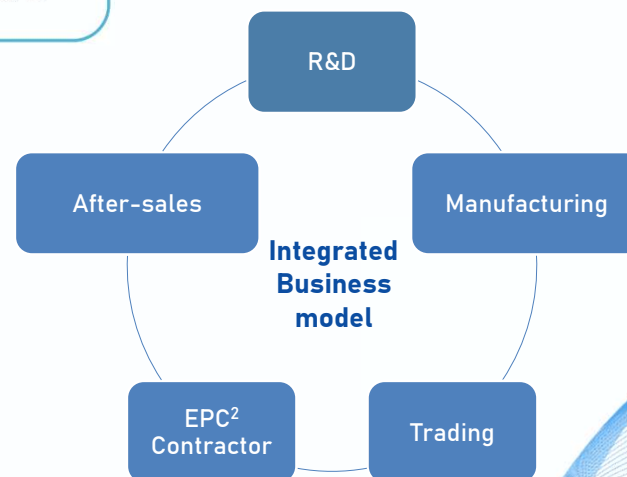 R&D
After-sales
Manufacturing
Integrated
Business
model
EPC²
Contractor
Trading